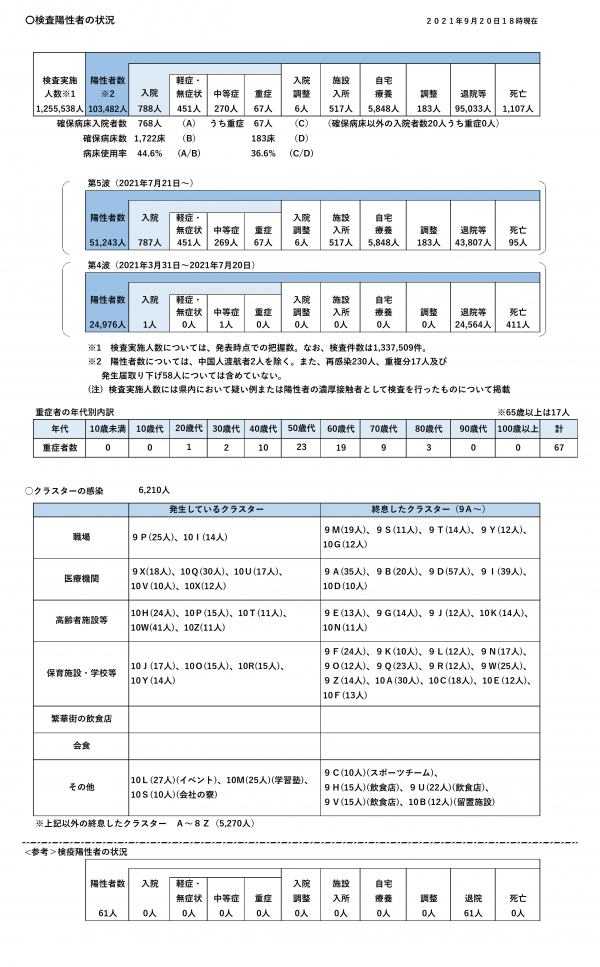 〇検査陽性者の状況 2021年9月20日18時現在
検査実施人数※1 陽性者数※2 入院 軽症・無症状 中等症 重症 入院調整 施設入所 自宅療養 調整 退院等 死亡
1,255,538人 103,482人 788人 451人 270人 67人 6人 517人 5,848人 183人 95,033人 1,107人
確保病床入院者数 768人 (A) うち重症 67人 (C) (確保病床以外の入院者数20人うち重症0人)
確保病床数 1,722床 (B) 183床 (D)
病床使用率 44.6% (A/B) 36.6% (C/D)
第5波(2021年7月21日~)
陽性者数 入院 軽症・無症状 中等症 重症 入院調整 施設入所 自宅療養 調整 退院等 死亡
51,243人 787人 451人 269人 67人 6人 517人 5,848人 183人 43,807人 95人
第4波(2021年3月31日~2021年7月20日)
陽性者数 入院 軽症・無症状 中等症 重症 入院調整 施設入所 自宅療養 調整 退院等 死亡
24,976人 1人 0人 1人 0人 0人 0人 0人 0人 24,564人 411人
※1 検査実施人数については、発表時点での把握数。なお、検査件数は1,337,509件。
※2 陽性者数については、中国人渡航者2人を除く。また、再感染230人、重複分17人及び
発生届取り下げ58人については含めていない。
(注)検査実施人数には県内において疑い例または陽性者の濃厚接触者として検査を行ったものについて掲載
重症者の年代別内訳 ※65歳以上は17人
年代 10歳未満 10歳代 20歳代 30歳代 40歳代 50歳代 60歳代 70歳代 80歳代 90歳代 100歳以上 計
重症者数 0 0 1 2 10 23 19 9 3 0 0 67
〇クラスターの感染 6,210人
発生しているクラスター 終息したクラスター(9A~)
職場 9P(25人)、10I(14人) 9M(19人)、9S(11人)、9T(14人)、9Y(12人)、
10G(12人)
医療機関 9X(18人)、10Q(30人)、10U(17人)、 9A(35人)、9B(20人)、9D(57人)、9I(39人)、
10V(10人)、10X(12人) 10D(10人)
高齢者施設等 10H(24人)、10P(15人)、10T(11人)、 9E(13人)、9G(14人)、9J(12人)、10K(14人)、
10W(41人)、10Z(11人) 10N(11人)
保育施設・学校等 10J(17人)、10O(15人)、10R(15人)、
10Y(14人)
9F(24人)、9K(10人)、9L(12人)、9N(17人)、
9O(12人)、9Q(23人)、9R(12人)、9W(25人)、
9Z(14人)、10A(30人)、10C(18人)、10E(12人)、
10F(13人)
繁華街の飲食店
会食
その他 10L(27人)(イベント)、10M(25人)(学習塾)、
10S(10人)(会社の寮)
9C(10人)(スポーツチーム)、
9H(15人)(飲食店)、9U(22人)(飲食店)、
9V(15人)(飲食店)、10B(12人)(留置施設)
※上記以外の終息したクラスター A~8Z(5,270人)
<参考>検疫陽性者の状況
陽性者数 入院 軽症・無症状 中等症 重症 入院調整 施設入所 自宅療養 調整 退院 死亡
61人 0人 0人 0人 0人 0人 0人 0人 0人 61人 0人